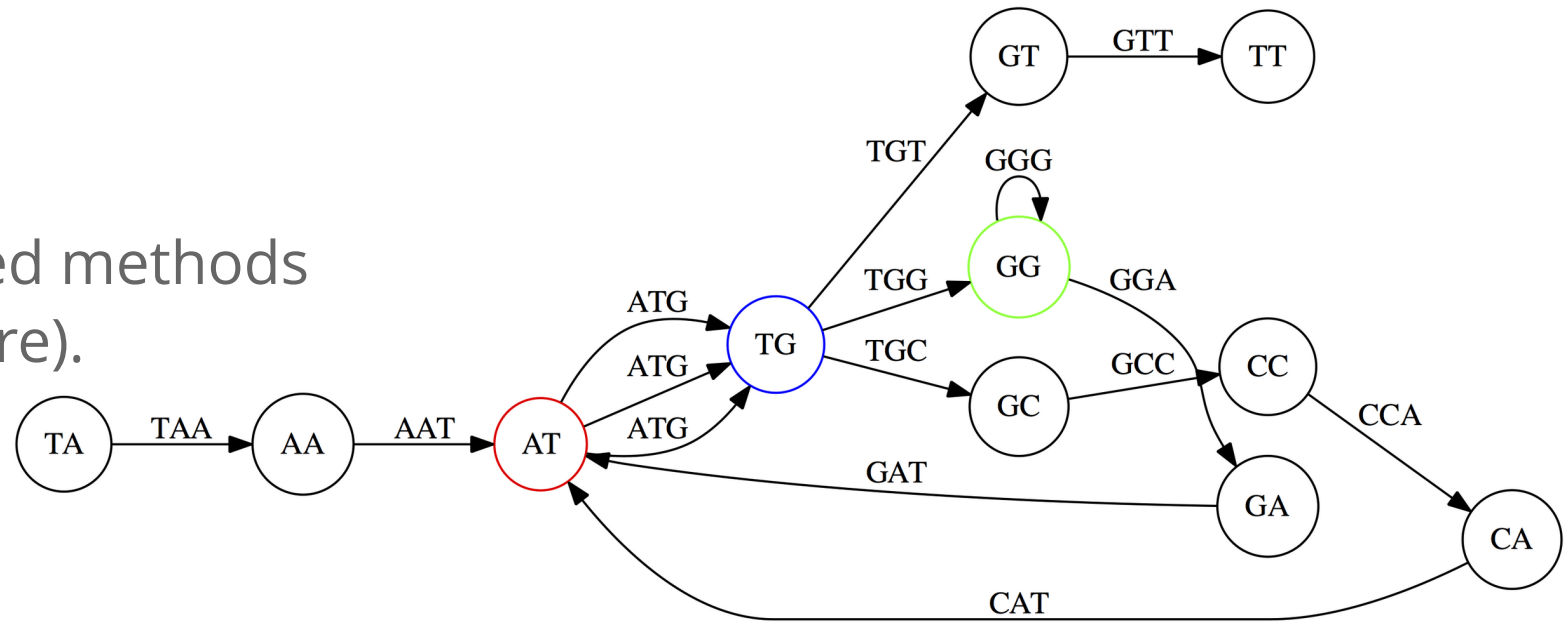 GT
GTT
TT
TGT
GGG
ed methods
GG
TGG
GGA
ATG
re).
TG
TGC
ATG
GCC
CC
GC
CCA
TA
TAA
AA
AAT
AT
ATG
GAT
GA
CA
CAT